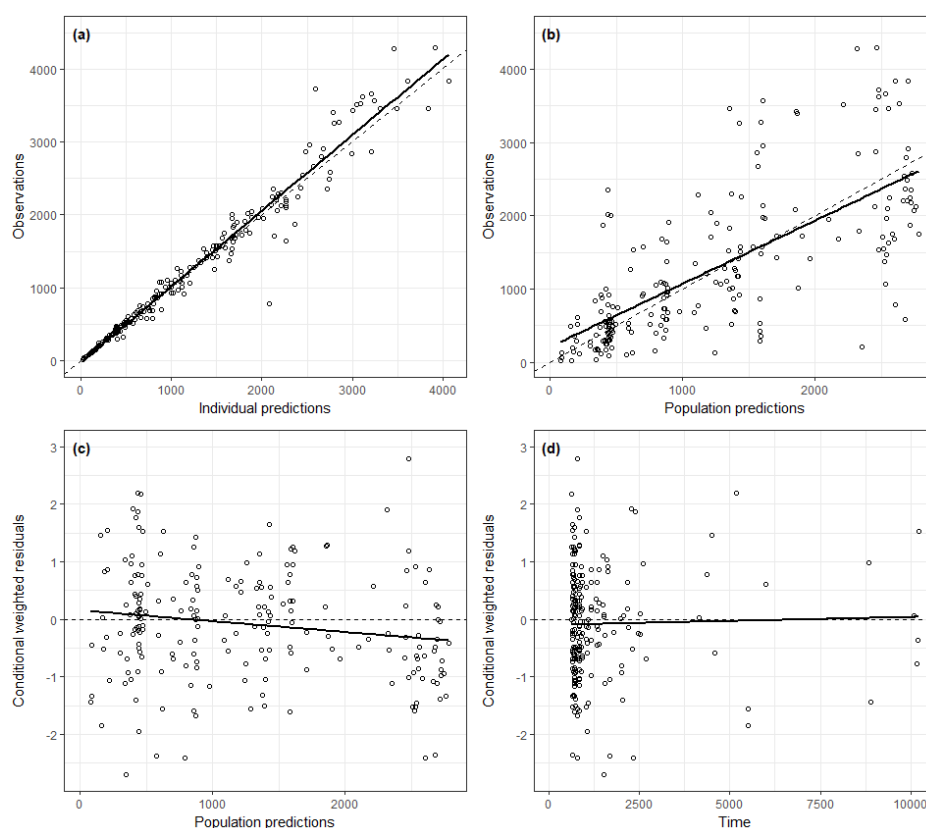 (a)
4000
3000
2000
1000
0
Observations
0 1000 2000 3000 4000
Individual predictions
(b)
4000
3000
2000
1000
0
Observations
0 1000 2000
Population predictions
(c)
3
2
1
0
-1
-2
Conditional weighted residuals
0 1000 2000
Population predictions
(d)
3
2
1
0
-1
-2
Conditional weighted residuals
0 2500 5000 7500 10000
Time